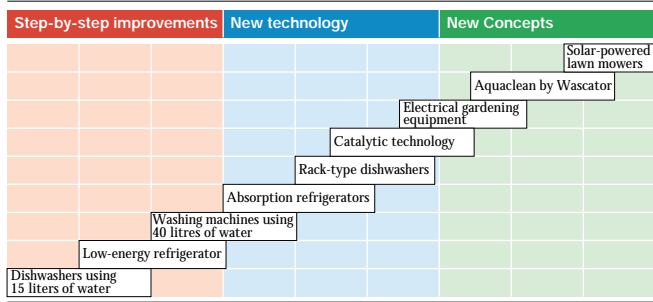 Step-by-step improvements
New technology
New Concepts
Solar-powered
lawn mowers
Aquaclean by Wascator
Electrical gardening
equipment
Catalytic technology
Rack-type dishwashers
Absorption refrigerators
Washing machines using
40 litres of water
Low-energy refrigerator
Dishwashers using
15 liters of water